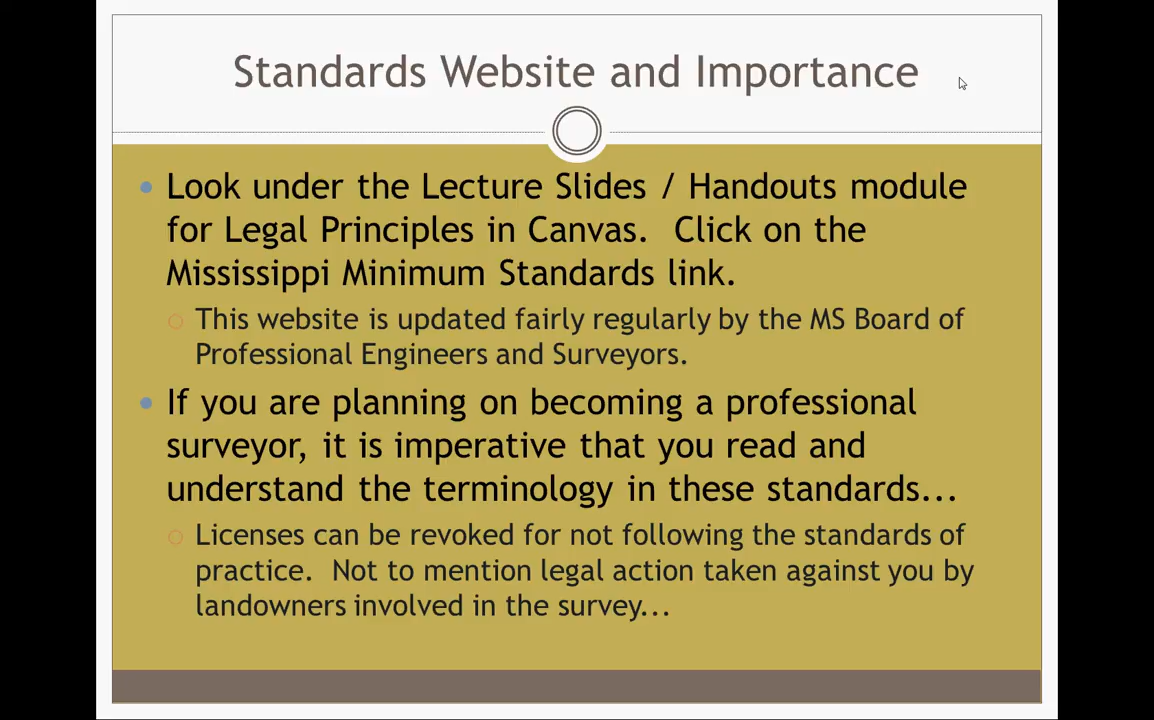 Standards Website and Importance
Look under the Lecture Slides / Handouts module
for Legal Principles in Canvas.  Click on the
Mississippi Minimum Standards link.
This website is updated fairly regularly by the MS Board of
Professional Engineers and Surveyors.
If you are planning on becoming a professional
surveyor, it is imperative that you read and
understand the terminology in these standards...
Licenses can be revoked for not following the standards of
practice.  Not to mention legal action taken against you by
landowners involved in the survey...